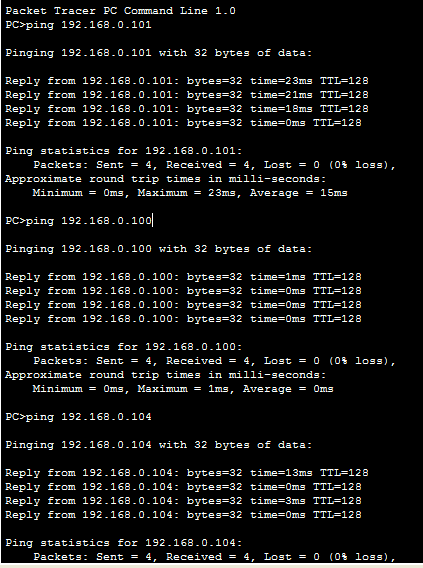 Packet Tracer PC Command Line 1.0
PC>ping 192.168.0.101
Pinging 192.168.0.101 with 32 bytes of data:
Reply from 192.168.0.101: bytes=32 time=23ms TTL=128
Reply from 192.168.0.101: bytes=32 time=21ms TTL=128
Reply from 192.168.0.101: bytes=32 time=18ms TTL=128
Reply from 192.168.0.101: bytes=32 time=0ms TTL=128
Ping statistics for 192.168.0.101:
    Packets: Sent = 4, Received = 4, Lost = 0 (0% loss),
Approximate round trip times in milli-seconds:
    Minimum = 0ms, Maximum = 23ms, Average = 15ms
PC>ping 192.168.0.100
Pinging 192.168.0.100 with 32 bytes of data:
Reply from 192.168.0.100: bytes=32 time=1ms TTL=128
Reply from 192.168.0.100: bytes=32 time=0ms TTL=128
Reply from 192.168.0.100: bytes=32 time=0ms TTL=128
Reply from 192.168.0.100: bytes=32 time=0ms TTL=128
Ping statistics for 192.168.0.100:
    Packets: Sent = 4, Received = 4, Lost = 0 (0% loss),
Approximate round trip times in milli-seconds:
    Minimum = 0ms, Maximum = 1ms, Average = 0ms
PC>ping 192.168.0.104
Pinging 192.168.0.104 with 32 bytes of data:
Reply from 192.168.0.104: bytes=32 time=13ms TTL=128
Reply from 192.168.0.104: bytes=32 time=0ms TTL=128
Reply from 192.168.0.104: bytes=32 time=3ms TTL=128
Reply from 192.168.0.104: bytes=32 time=0ms TTL=128
Ping statistics for 192.168.0.104:
    Packets: Sent = 4, Received = 4, Lost = 0 (0% loss),